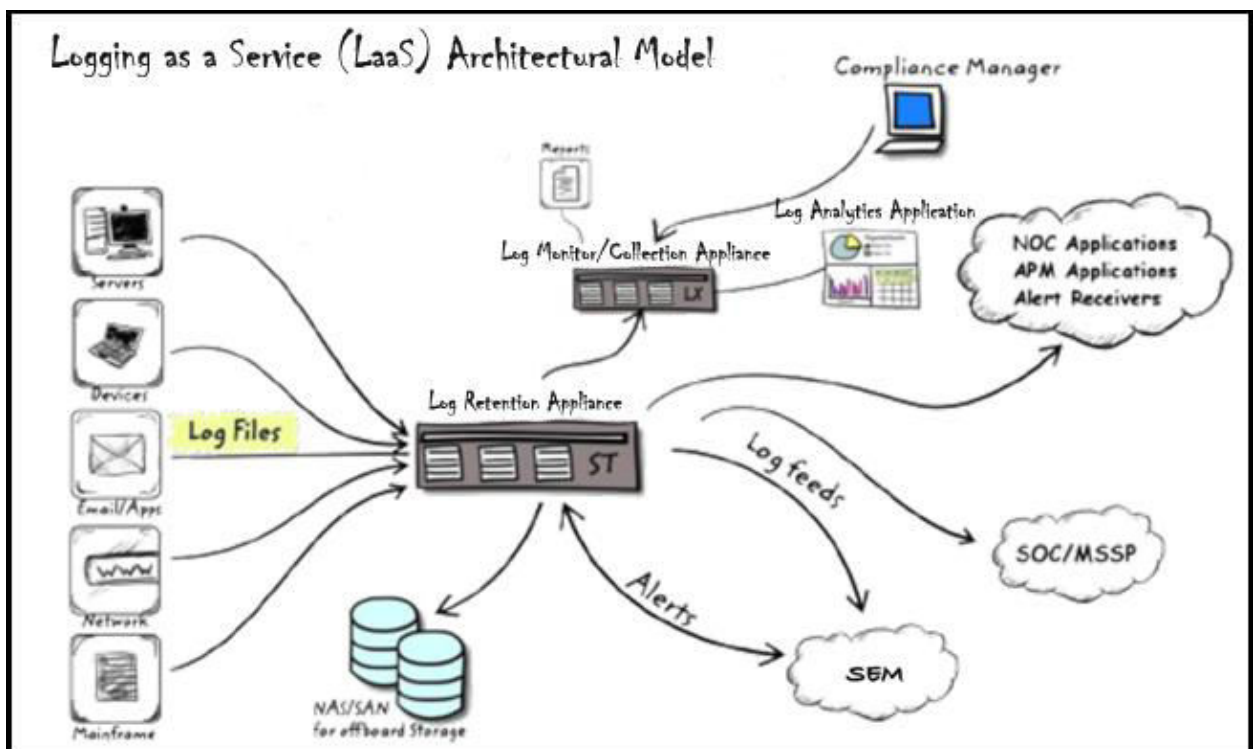 Logging as a Service (LaaS) Architectural Model
Compliance Manager
Reports
Log Analytics Application
Log Monitor/Collection Appliance
LX
NOC Applications
APM Applications
Alert Receivers
Servers
Devices
Log Files
Email/Apps
Network
www
Mainframe
Log Retention Appliance
ST
Log feeds
SOC/MSSP
Alerts
SEM
NAS/SAN
for offboard Storage